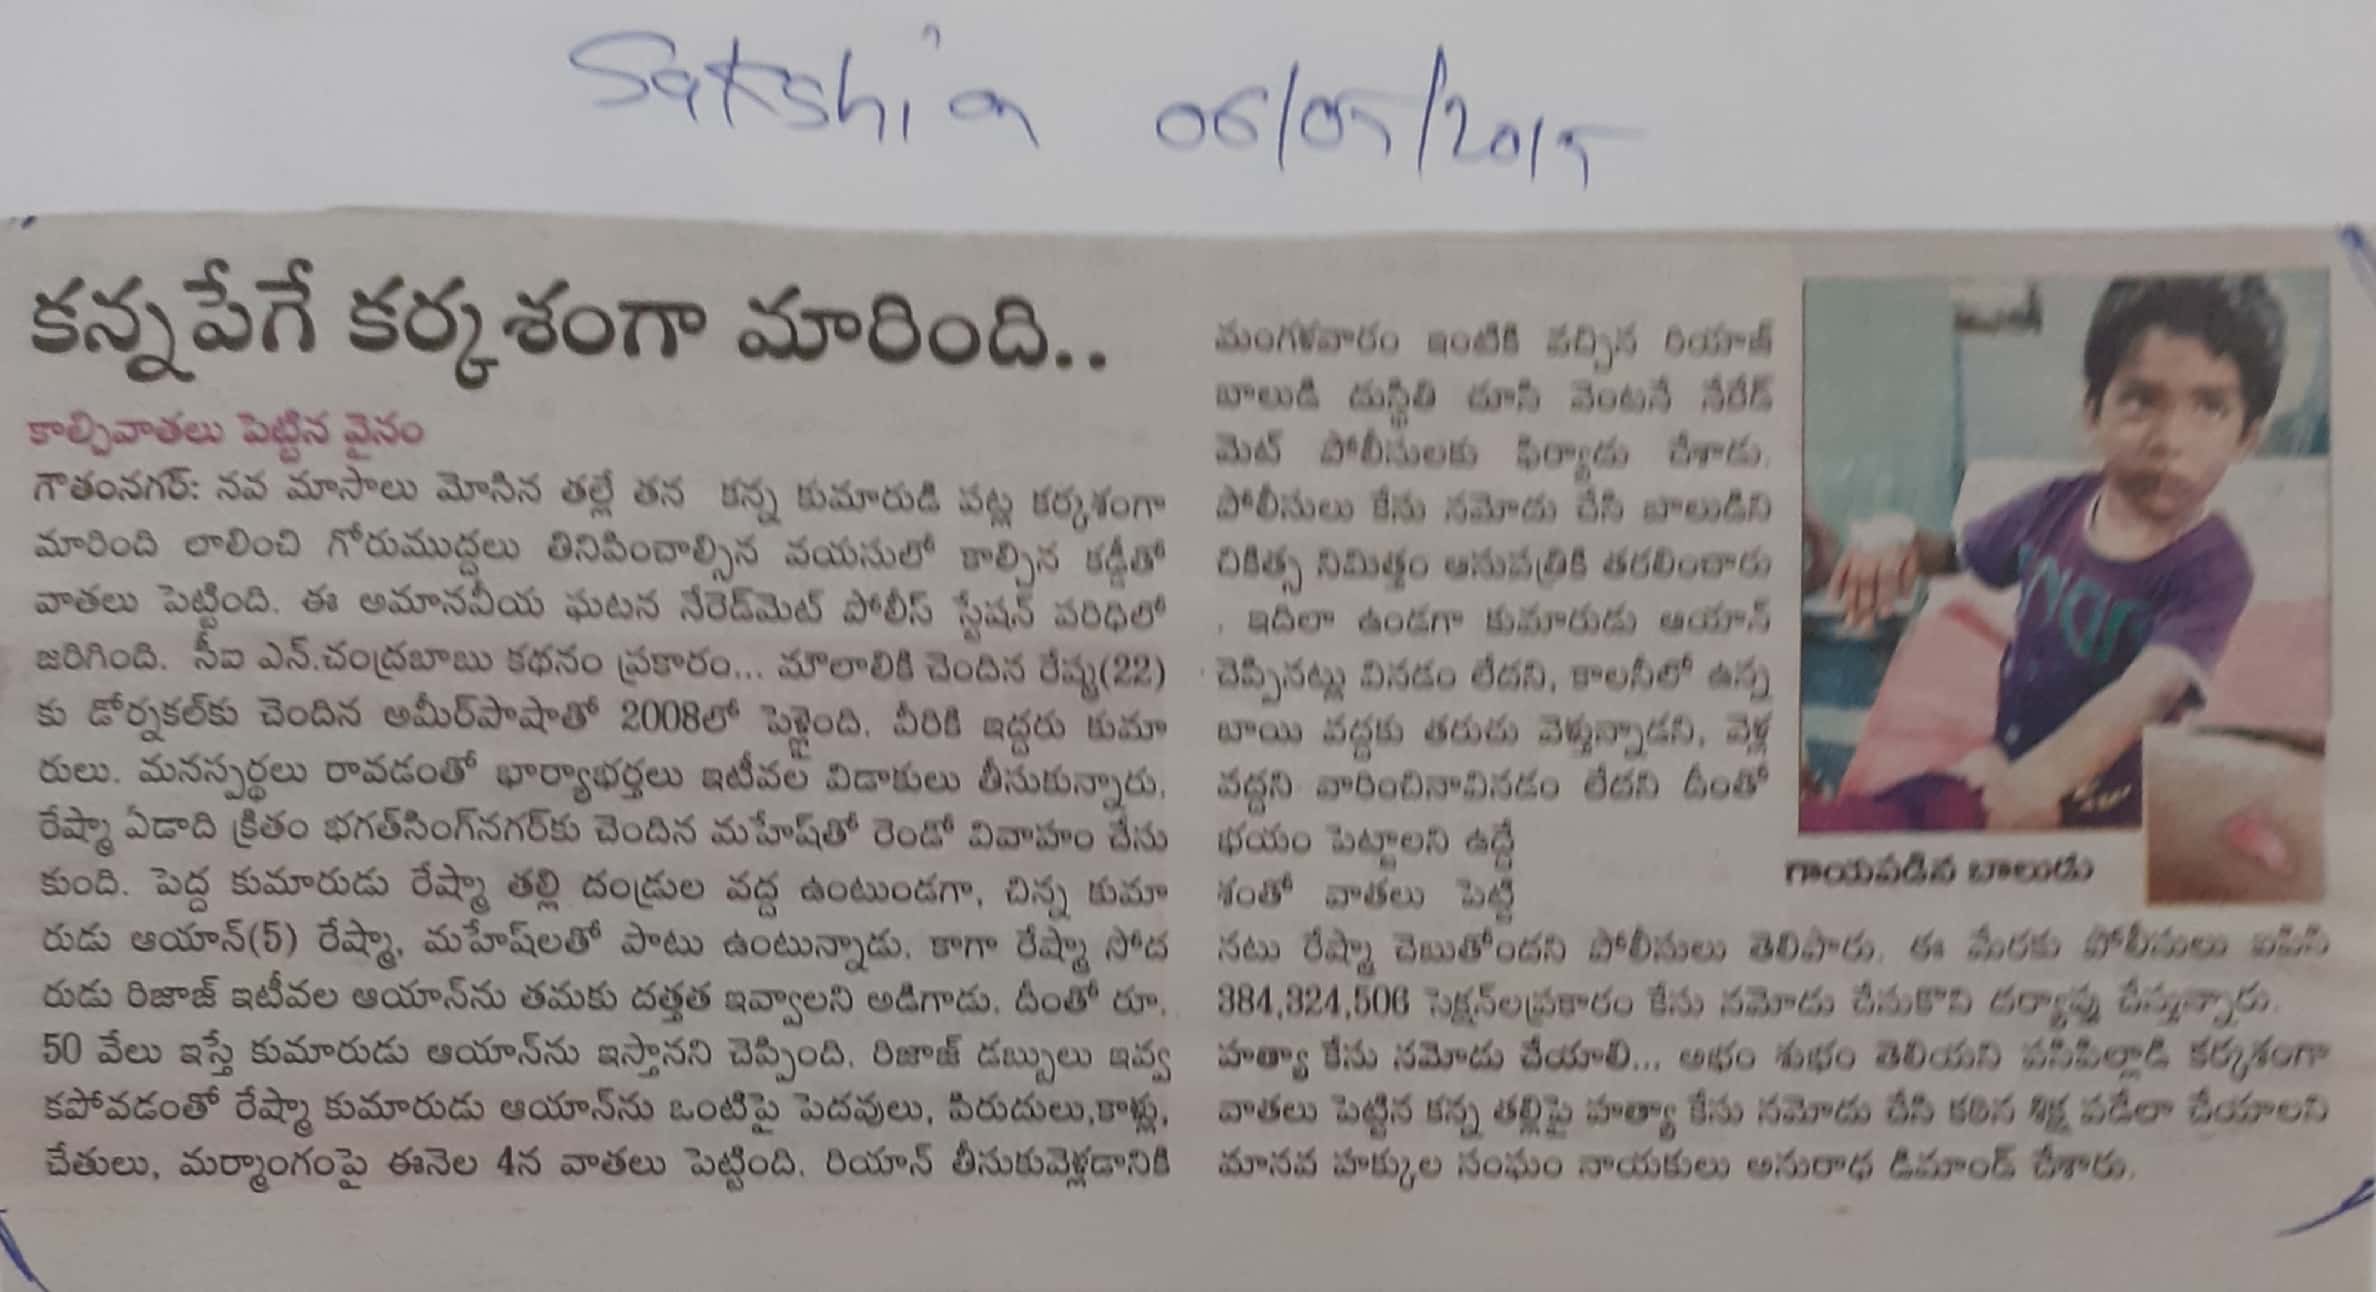 Sakshi 06/05/2015
కన్నపేగే కర్కశంగా మారింది..
కాల్చివాతలు పెట్టిన వైనం
గౌతంనగర్: నవ మాసాలు మోసిన తల్లే తన కన్న కుమారుడి పట్ల కర్కశంగా
మారింది లాలించి గోరుముద్దలు తినిపించాల్సిన వయసులో కాల్చిన కడ్డీతో
వాతలు పెట్టింది. ఈ అమానవీయ ఘటన నేరెడ్‌మెట్ పోలీస్ స్టేషన్ పరిధిలో
జరిగింది. సీఐ ఎన్.చంద్రబాబు కథనం ప్రకారం... మౌలాలికి చెందిన రేష్మ(22)
కు డోర్నకల్‌కు చెందిన అమీర్‌పాషాతో 2008లో పెళ్లైంది. వీరికి ఇద్దరు కుమా
రులు. మనస్పర్థలు రావడంతో భార్యాభర్తలు ఇటీవల విడాకులు తీసుకున్నారు.
రేష్మా ఏడాది క్రితం భగత్‌సింగ్‌నగర్‌కు చెందిన మహేష్‌తో రెండో వివాహం చేసు
కుంది. పెద్ద కుమారుడు రేష్మా తల్లి దండ్రుల వద్ద ఉంటుండగా, చిన్న కుమా
రుడు ఆయాన్(5) రేష్మా, మహేష్‌లతో పాటు ఉంటున్నాడు. కాగా రేష్మా సోద
రుడు రిజాజ్ ఇటీవల ఆయాన్‌ను తమకు దత్తత ఇవ్వాలని అడిగాడు. దీంతో రూ.
50 వేలు ఇస్తే కుమారుడు ఆయాన్‌ను ఇస్తానని చెప్పింది. రిజాజ్ డబ్బులు ఇవ్వ
కపోవడంతో రేష్మా కుమారుడు ఆయాన్‌ను ఒంటిపై పెదవులు, పిరుదులు,కాళ్లు,
చేతులు, మర్మాంగంపై ఈనెల 4న వాతలు పెట్టింది. రియాన్ తీసుకువెళ్లడానికి
మంగళవారం ఇంటికి వచ్చిన రియాజ్
బాలుడి దుస్థితి చూసి వెంటనే నేరేడ్
మెట్ పోలీసులకు ఫిర్యాదు చేశాడు.
పోలీసులు కేసు నమోదు చేసి బాలుడిని
చికిత్స నిమిత్తం ఆసుపత్రికి తరలించారు
. ఇదిలా ఉండగా కుమారుడు ఆయాన్
చెప్పినట్లు వినడం లేదని, కాలనీలో ఉన్న
బాయి వద్దకు తరుచు వెళ్తున్నాడని, వెళ్ల
వద్దని వారించినావినడం లేదని దీంతో
భయం పెట్టాలని ఉద్దే
శంతో వాతలు పెట్టి
నటు రేష్మా చెబుతోందని పోలీసులు తెలిపారు. ఈ మేరకు పోలీసులు ఐపిసి
384,324,506 సెక్షన్‌లప్రకారం కేసు నమోదు చేసుకొని దర్యాప్తు చేస్తున్నారు.
హత్యా కేసు నమోదు చేయాలి... అభం శుభం తెలియని పసిపిల్లాడి కర్కశంగా
వాతలు పెట్టిన కన్న తల్లిపై హత్యా కేసు నమోదు చేసి కఠిన శిక్ష పడేలా చేయాలని
మానవ హక్కుల సంఘం నాయకులు అనురాధ డిమాండ్ చేశారు.
గాయపడిన బాలుడు